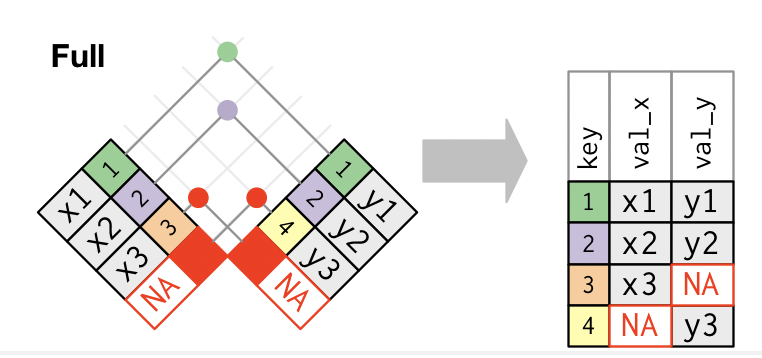 Full
1 x1
2 x2
3 x3
NA
1 y1
2 y2
4 y3
NA
key val_x val_y
1 x1 y1
2 x2 y2
3 x3 NA
4 NA y3